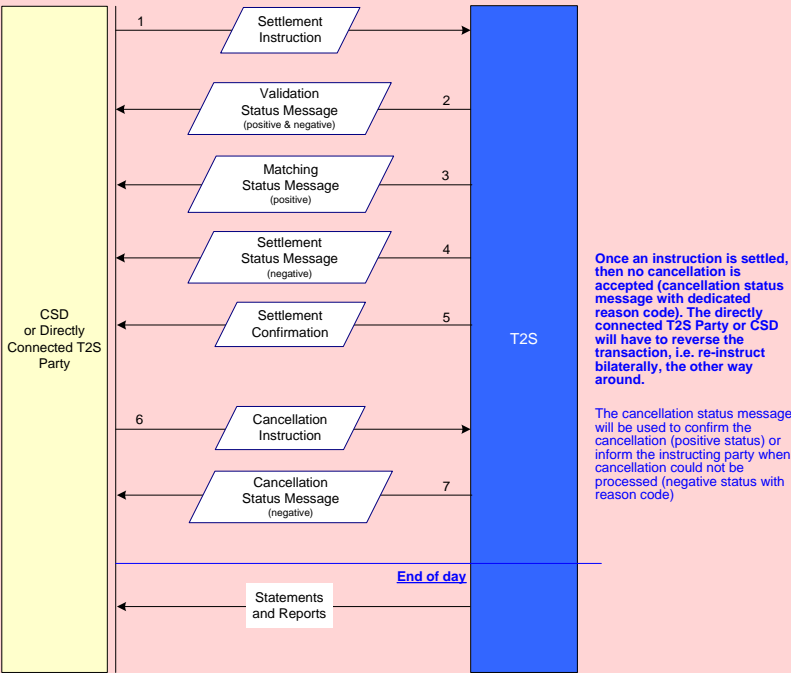 1
Settlement
Instruction
Validation
Status Message
(positive & negative)
2
Matching
Status Message
(positive)
3
Settlement
Status Message
(negative)
4
Settlement
Confirmation
5
CSD
or Directly
Connected T2S
Party
T2S
6
Cancellation
Instruction
Cancellation
Status Message
(negative)
7
End of day
Statements
and Reports
Once an instruction is settled,
then no cancellation is
accepted (cancellation status
message with dedicated
reason code). The directly
connected T2S Party or CSD
will have to reverse the
transaction, i.e. re-instruct
bilaterally, the other way
around.
The cancellation status message
will be used to confirm the
cancellation (positive status) or
inform the instructing party when
cancellation could not be
processed (negative status with
reason code)